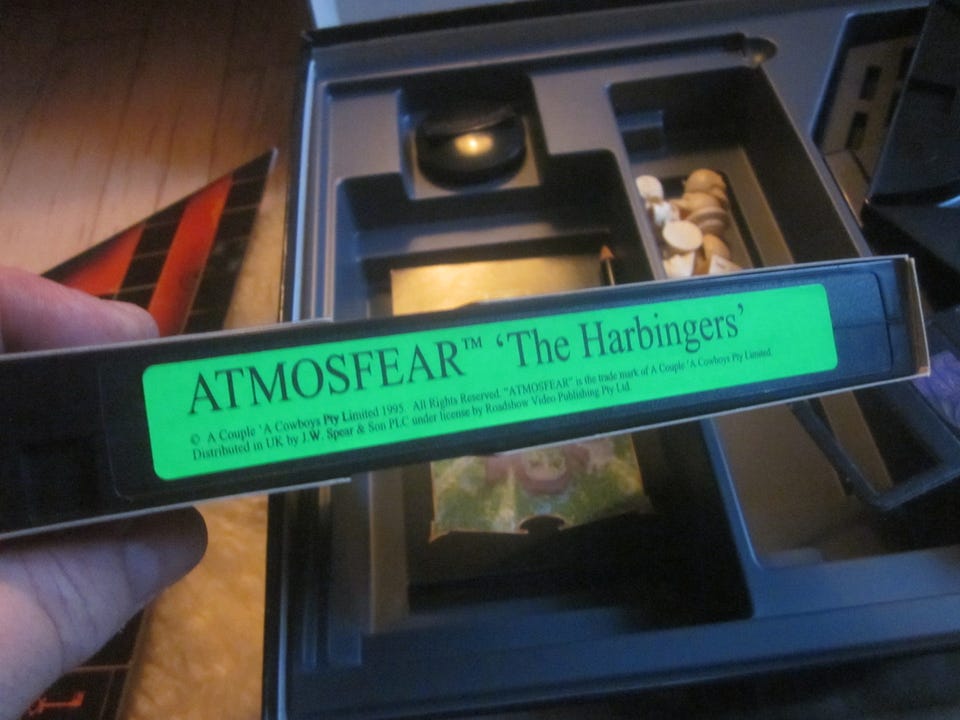 ATMOSFEAR™ ‘The Harbingers’
© A Couple ‘A Cowboys Pty Limited 1995. All Rights Reserved. "ATMOSFEAR" is the trade mark of A Couple ‘A Cowboys Pty Limited.
Distributed in UK by J.W. Spear & Son PLC under license by Roadshow Video Publishing Pty Ltd.